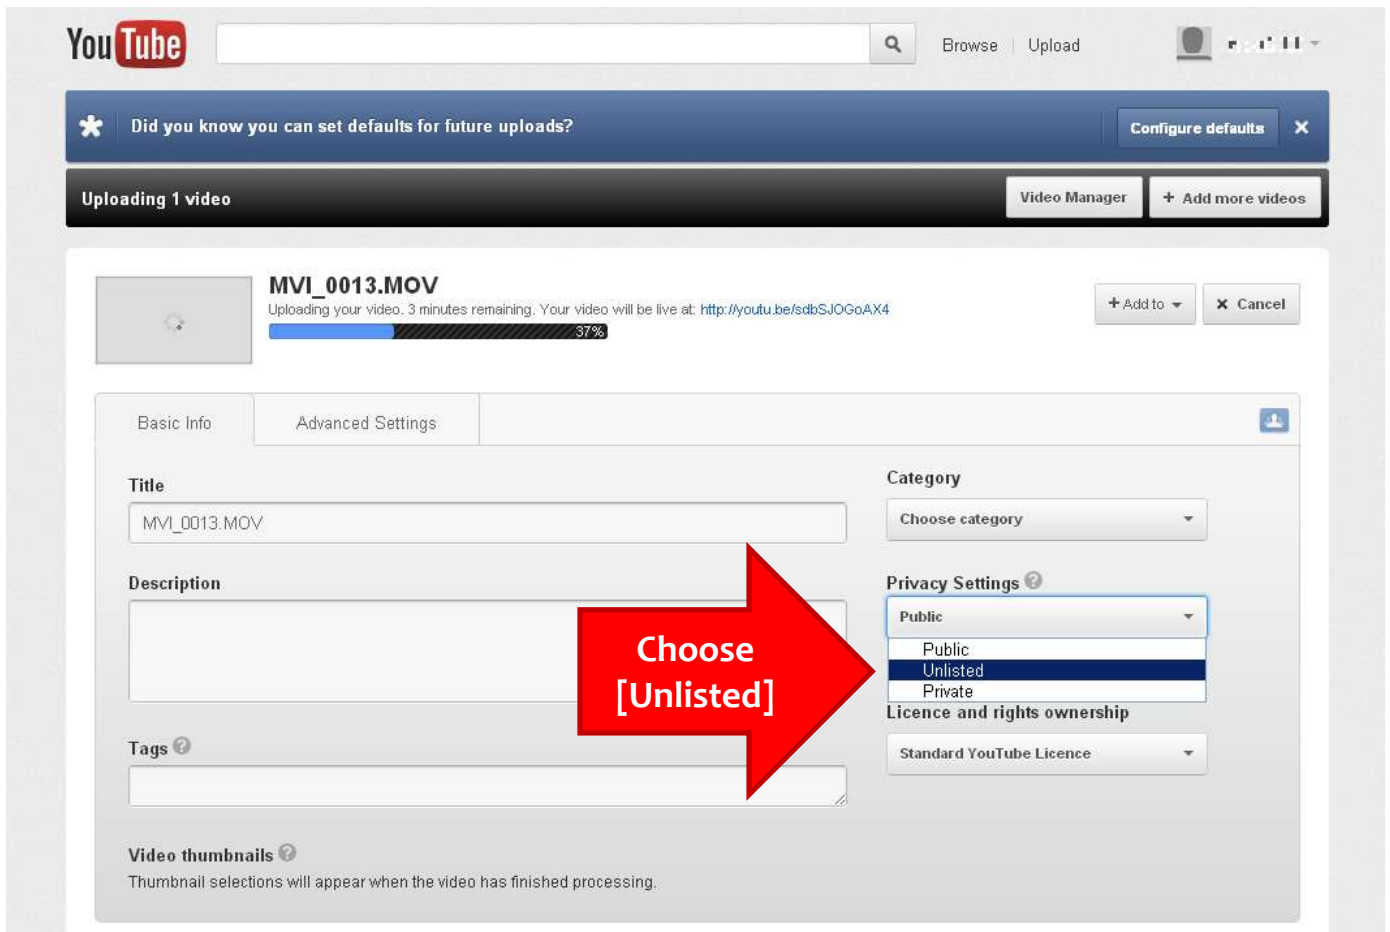 YouTube
Browse Upload
Did you know you can set defaults for future uploads?
Configure defaults
Uploading 1 video
Video Manager
+ Add more videos
MVI_0013.MOV
Uploading your video. 3 minutes remaining. Your video will be live at: http://youtu.be/sdbSJOGoAX4
37%
+ Add to
x Cancel
Basic Info
Advanced Settings
Title
MVI_0013.MOV
Category
Choose category
Description
Privacy Settings ?
Public
Public
Unlisted
Private
Choose
[Unlisted]
Licence and rights ownership
Standard YouTube Licence
Tags ?
Video thumbnails ?
Thumbnail selections will appear when the video has finished processing.